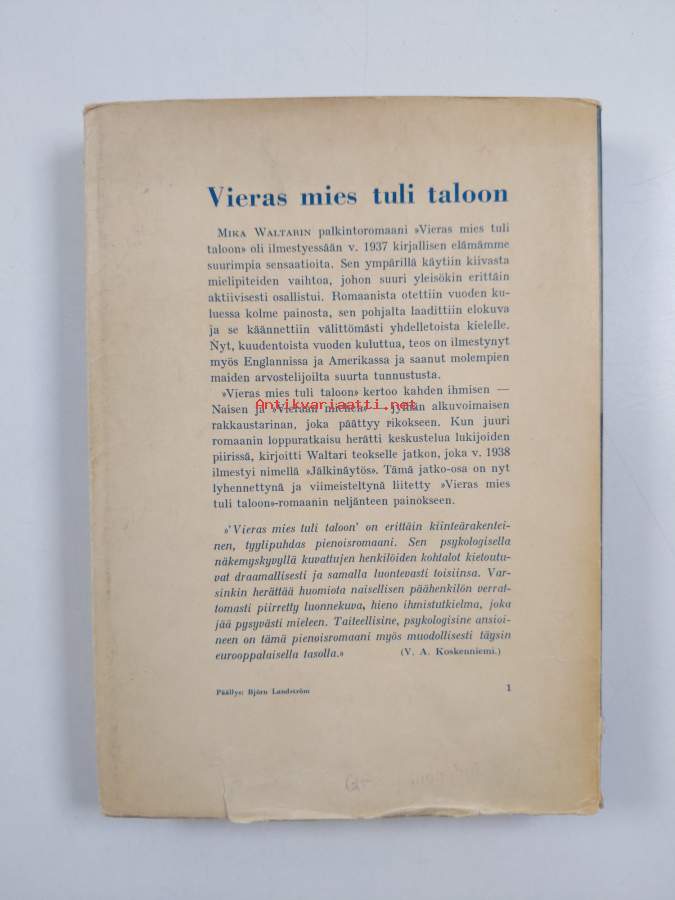 Vieras mies tuli taloon
MIKA WALTARIN palkintoromaani »Vieras mies tuli
taloon» oli ilmestyessään v. 1937 kirjallisen elämämme
suurimpia sensaatioita. Sen ympärillä käytiin kiivasta
mielipiteiden vaihtoa, johon suuri yleisökin erittäin
aktiivisesti osallistui. Romaanista otettiin vuoden ku-
luessa kolme painosta, sen pohjalta laadittiin elokuva
ja se käännettiin välittömästi yhdelletoista kielelle.
Nyt, kuudentoista vuoden kuluttua, teos on ilmestynyt
myös Englannissa ja Amerikassa ja saanut molempien
maiden arvostelijoilta suurta tunnustusta.
»Vieras mies tuli taloon» kertoo kahden ihmisen —
Antikvariaatti.net
Naisen ja »Vieraan miehen» — jylhän alkuvoimaisen
rakkaustarinan, joka päättyy rikokseen. Kun juuri
romaanin loppuratkaisu herätti keskustelua lukijoiden
piirissä, kirjoitti Waltari teokselle jatkon, joka v. 1938
ilmestyi nimellä »Jälkinäytös». Tämä jatko-osa on nyt
lyhennettynä ja viimeisteltynä liitetty »Vieras mies
tuli taloon»-romaanin neljänteen painokseen.
»'Vieras mies tuli taloon' on erittäin kiinteärakentei-
nen, tyylipuhdas pienoisromaani. Sen psykologisella
näkemyskyvyllä kuvattujen henkilöiden kohtalot kietoutu-
vat draamallisesti ja samalla luontevasti toisiinsa. Var-
sinkin herättää huomiota naisellisen päähenkilön verrat-
tomasti piirretty luonnekuva, hieno ihmistutkielma, joka
jää pysyvästi mieleen. Taiteellisine, psykologisine ansioi-
neen on tämä pienoisromaani myös muodollisesti täysin
eurooppalaisella tasolla.» (V. A. Koskenniemi.)
Päällys: Björn Landström 1